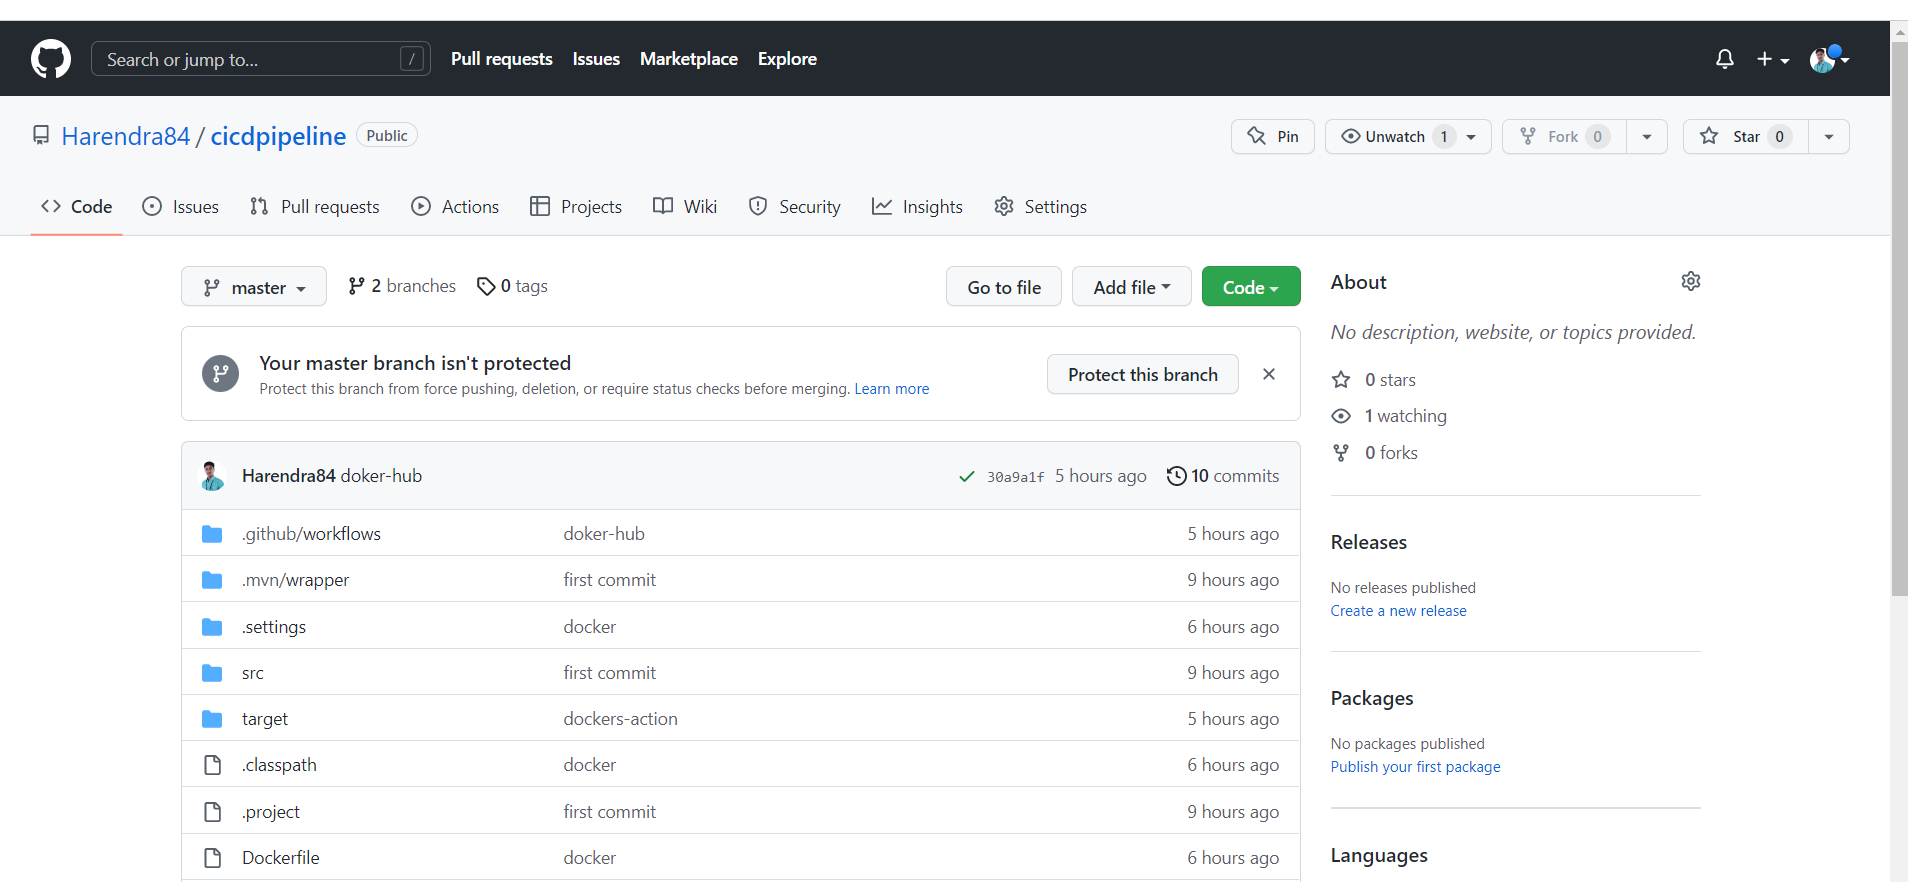 Search or jump to... / Pull requests Issues Marketplace Explore
Harendra84 / cicdpipeline Public Pin Unwatch 1 Fork 0 Star 0
Code Issues Pull requests Actions Projects Wiki Security Insights Settings
master 2 branches 0 tags Go to file Add file Code
Your master branch isn't protected
Protect this branch from force pushing, deletion, or require status checks before merging. Learn more
Protect this branch
Harendra84 doker-hub 30a9a1f 5 hours ago 10 commits
.github/workflows doker-hub 5 hours ago
.mvn/wrapper first commit 9 hours ago
.settings docker 6 hours ago
src first commit 9 hours ago
target dockers-action 5 hours ago
.classpath docker 6 hours ago
.project first commit 9 hours ago
Dockerfile docker 6 hours ago
About
No description, website, or topics provided.
0 stars
1 watching
0 forks
Releases
No releases published
Create a new release
Packages
No packages published
Publish your first package
Languages